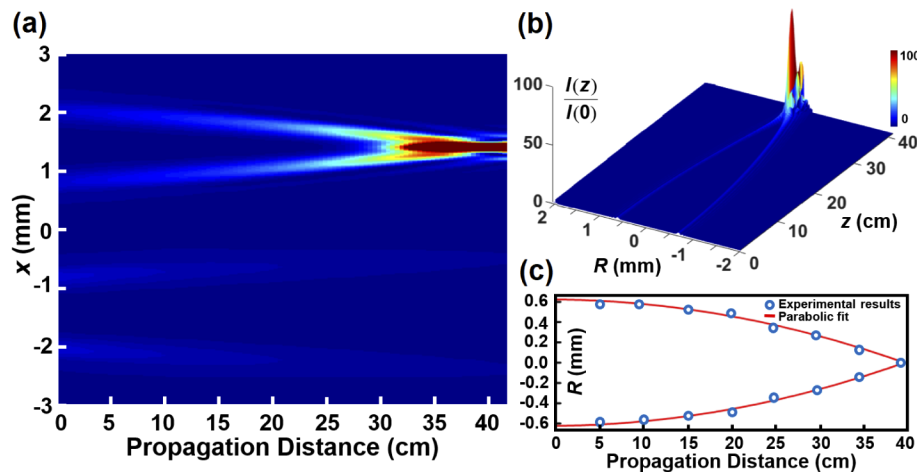 (a)
3
2
1
0
-1
-2
-3
x (mm)
0 5 10 15 20 25 30 35 40
Propagation Distance (cm)
(b)
I(z)
I(0)
100
50
0
2 1 0 -1 -2
R (mm)
0 10 20 30 40
z (cm)
100
0
(c)
0.6
0.4
0.2
0.0
-0.2
-0.4
-0.6
R (mm)
Experimental results
Parabolic fit
0 5 10 15 20 25 30 35 40
Propagation Distance (cm)